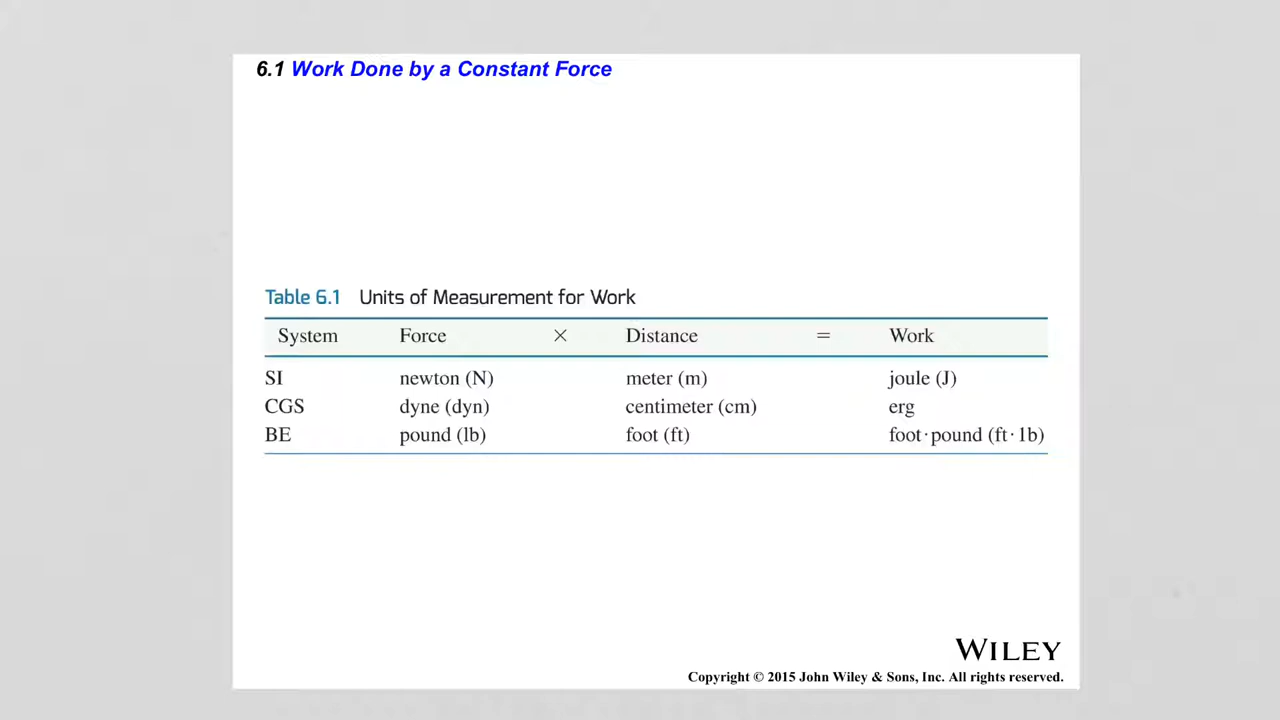 6.1 Work Done by a Constant Force
Table 6.1 Units of Measurement for Work
System Force × Distance = Work
SI newton (N) meter (m) joule (J)
CGS dyne (dyn) centimeter (cm) erg
BE pound (lb) foot (ft) foot·pound (ft·1b)
WILEY
Copyright © 2015 John Wiley & Sons, Inc. All rights reserved.